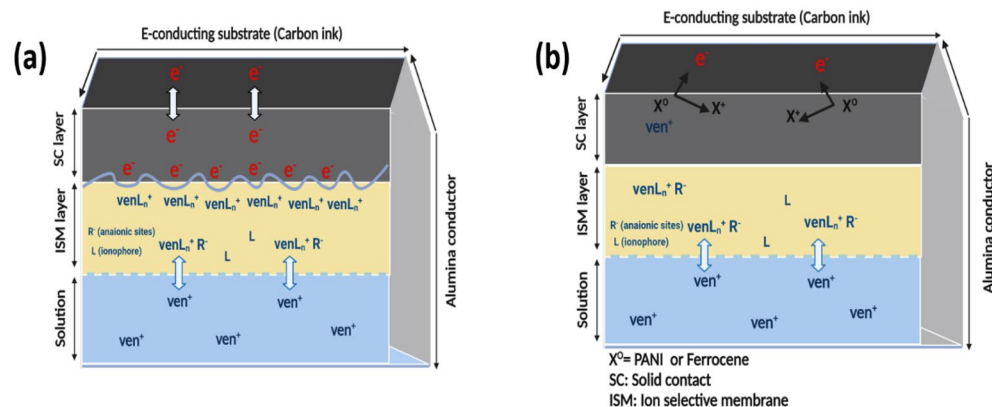 (a)
E-conducting substrate (Carbon ink)
e- e-
SC layer
e- e-
e- e- e- e- e- e-
ISM layer
venLn+ venLn+ venLn+ venLn+ venLn+ venLn+
R- (anaionic sites)
L (ionophore)
L
venLn+ R- L venLn+ R-
Solution
ven+ ven+
ven+ ven+ ven+
Alumina conductor
(b)
E-conducting substrate (Carbon ink)
e- e-
SC layer
X0 X+ X+ X0
ven+
ISM layer
venLn+ R- L
R- (anaionic sites)
L (ionophore)
venLn+ R- L venLn+ R-
Solution
ven+ ven+
ven+ ven+ ven+
Alumina conductor
X0= PANI or Ferrocene
SC: Solid contact
ISM: Ion selective membrane